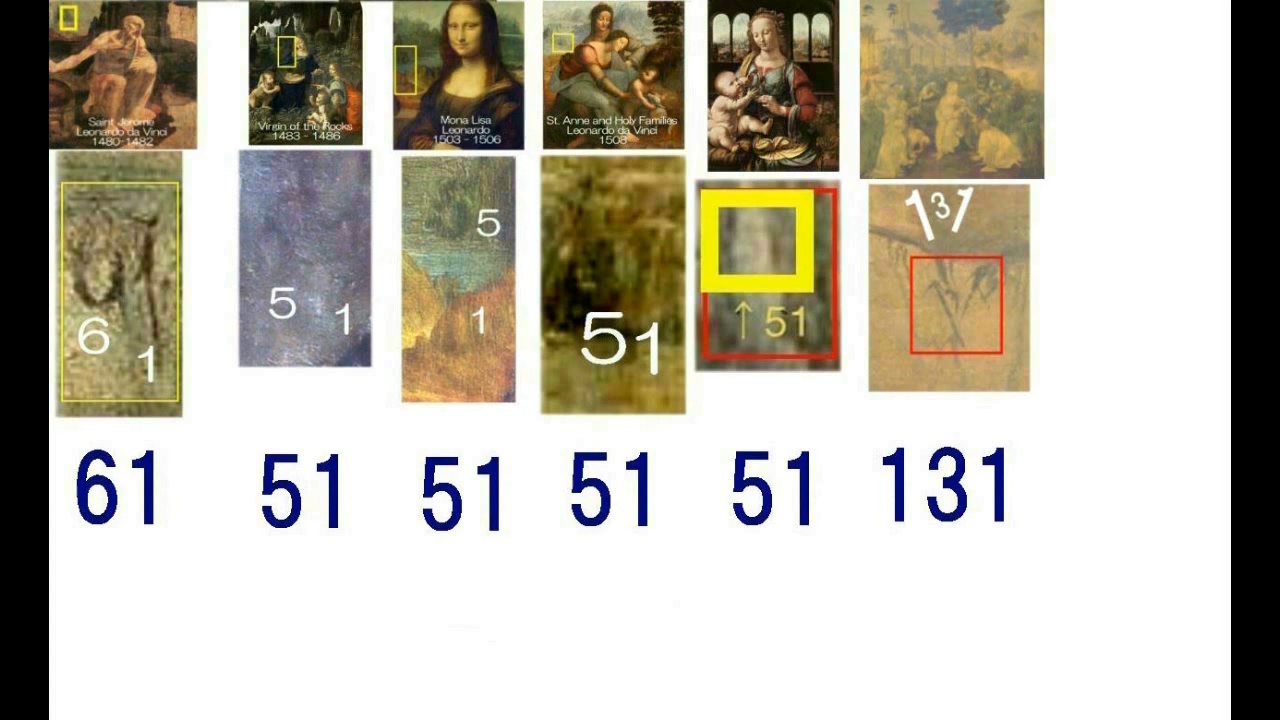 Saint Jerome
Leonardo da Vinci
1480-1482
Virgin of the Rocks
1483 - 1486
Mona Lisa
Leonardo
1503 - 1506
St. Anne and Holy Families
Leonardo da Vinci
1508
6
1
5
1
5
1
51
↑ 51
131
61
51
51
51
51
131